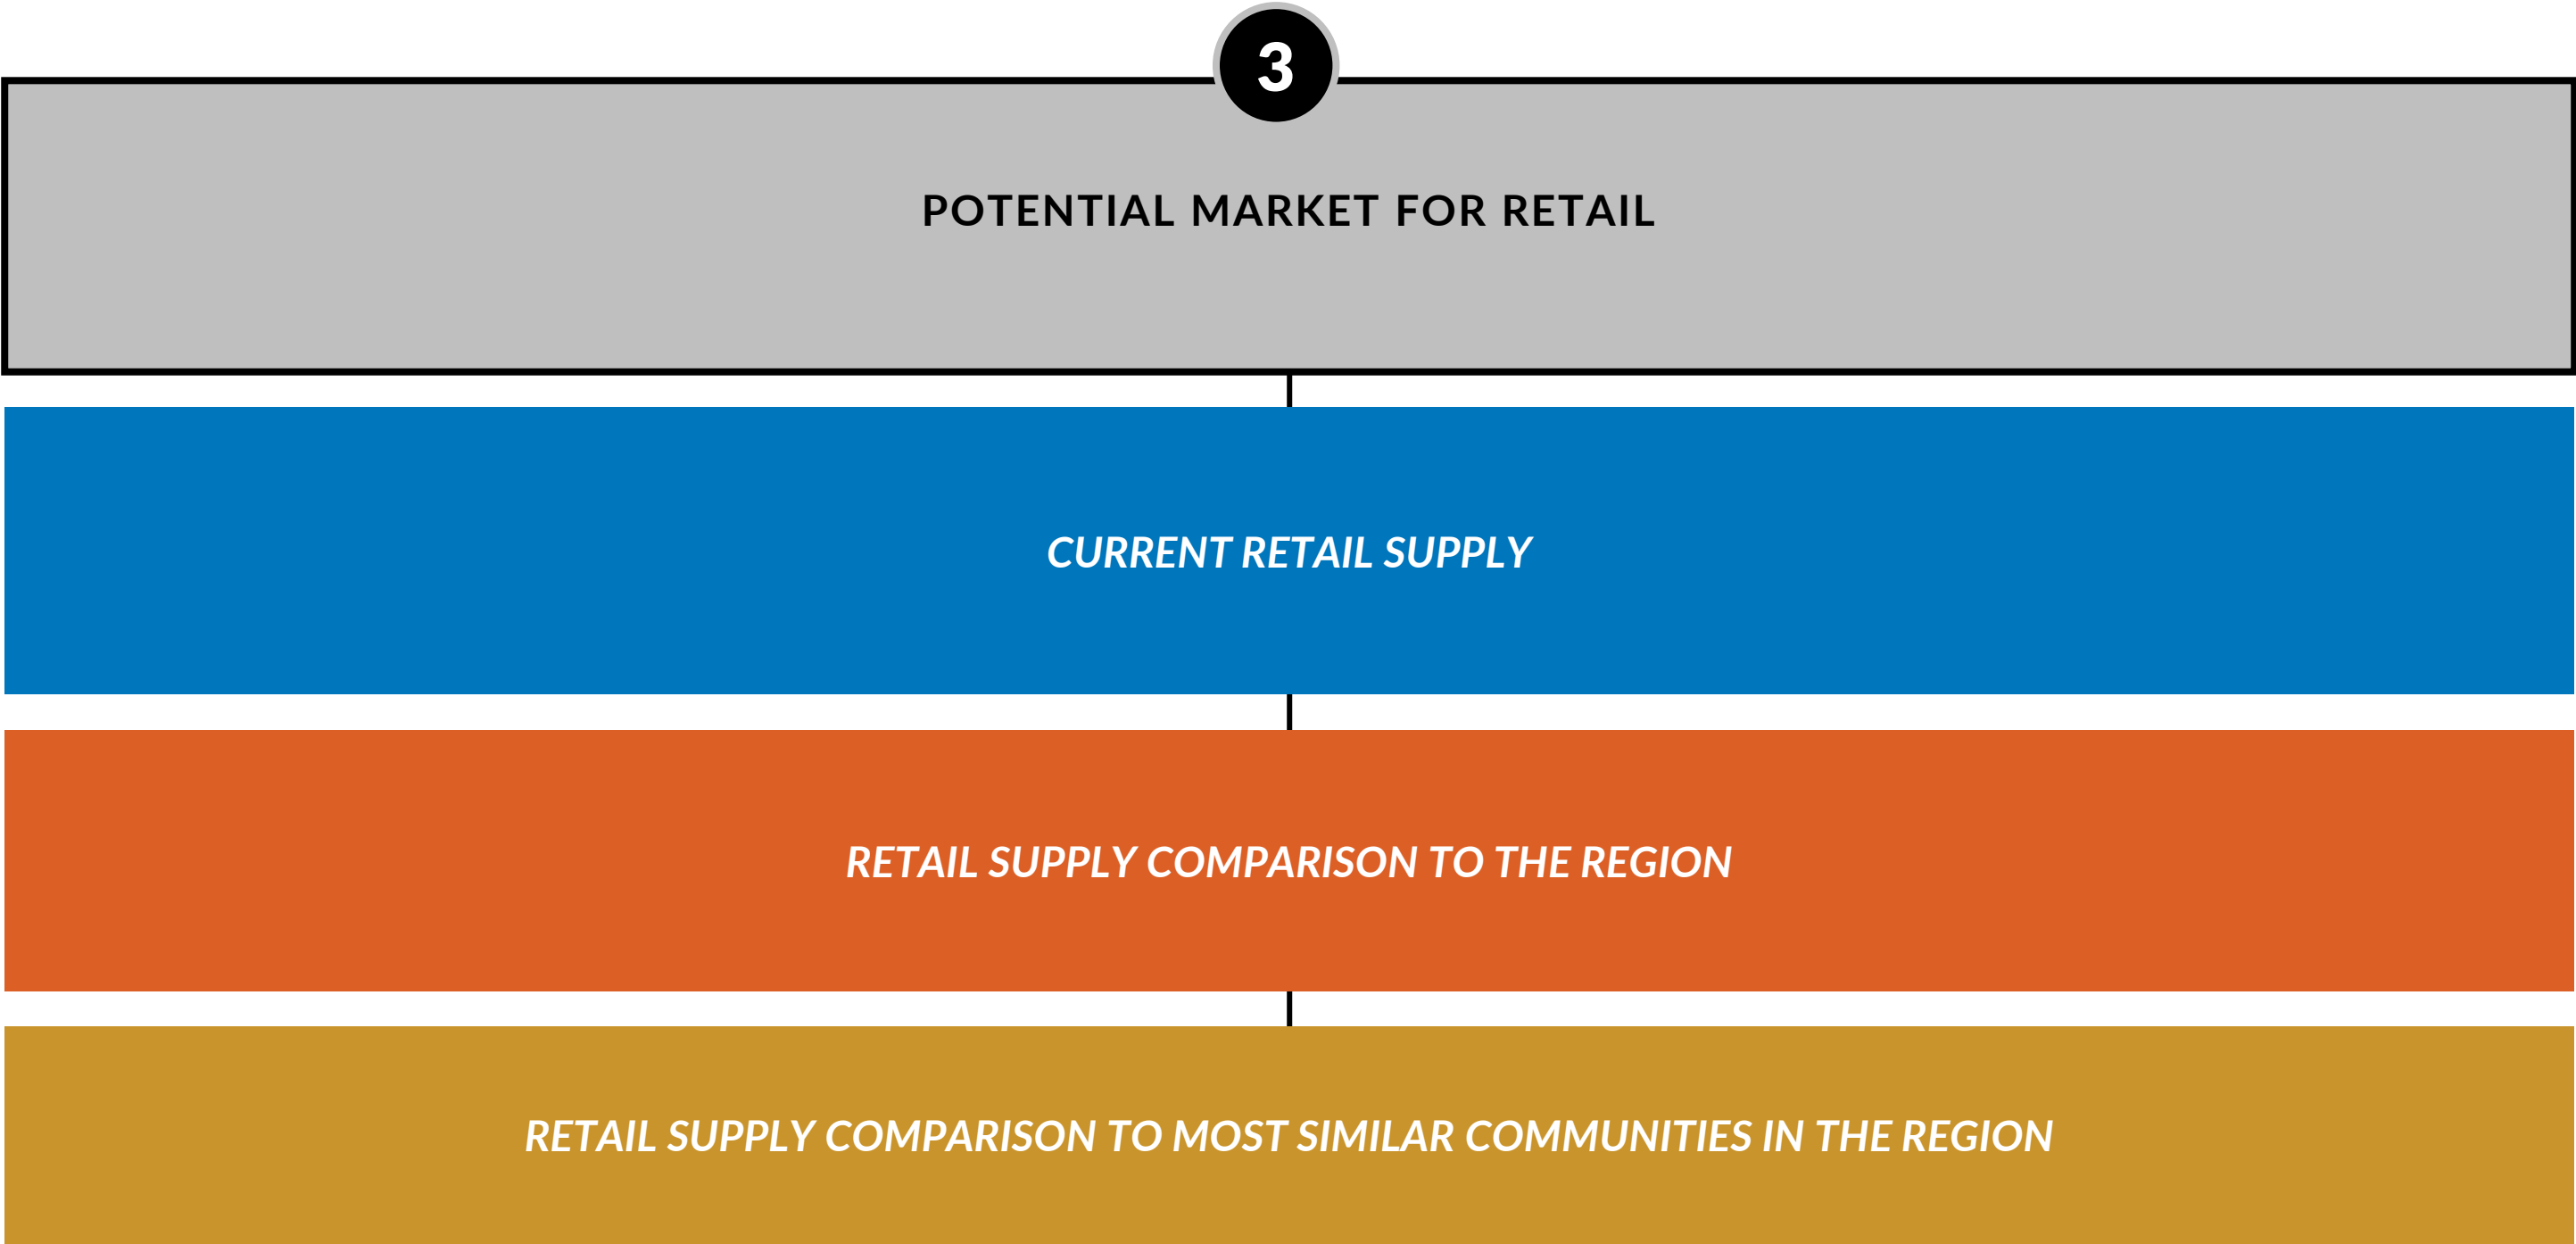 3
POTENTIAL MARKET FOR RETAIL
CURRENT RETAIL SUPPLY
RETAIL SUPPLY COMPARISON TO THE REGION
RETAIL SUPPLY COMPARISON TO MOST SIMILAR COMMUNITIES IN THE REGION